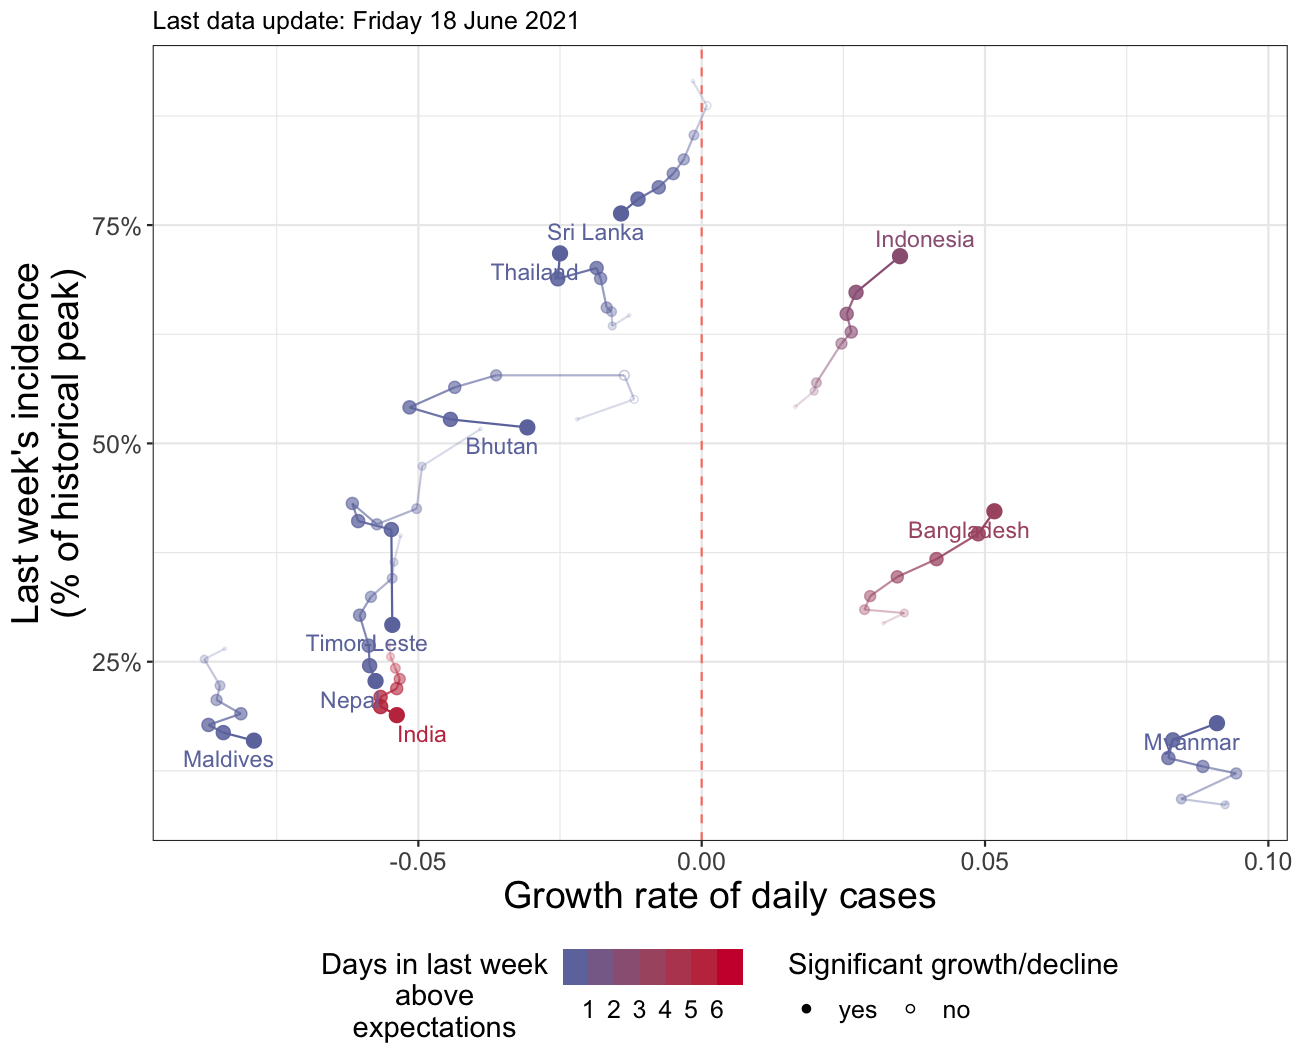 Last data update: Friday 18 June 2021
Last week's incidence
(% of historical peak)
75%
50%
25%
Sri Lanka
Thailand
Indonesia
Bhutan
Bangladesh
Timor-Leste
Nepal
India
Maldives
Myanmar
-0.05
0.00
0.05
0.10
Growth rate of daily cases
Days in last week
above
expectations
1 2 3 4 5 6
Significant growth/decline
yes
no